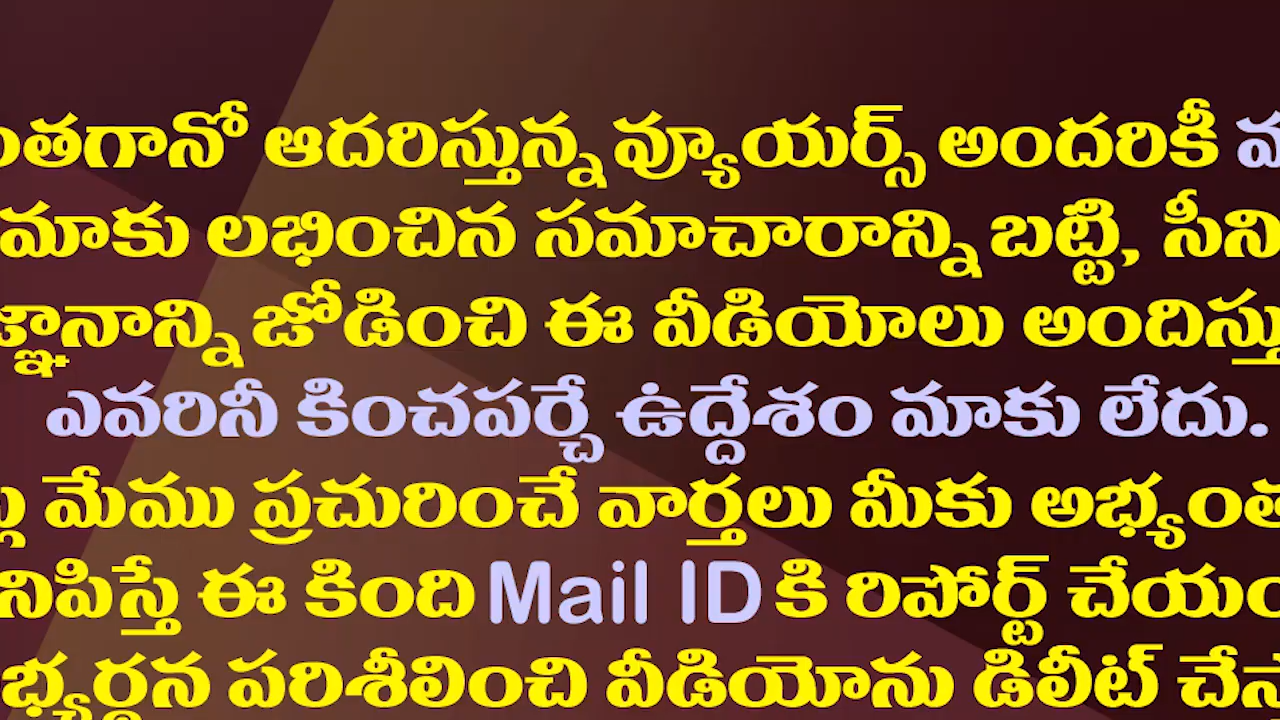 ఆదరిస్తున్న వ్యూయర్స్ అందరికీ
మాకు లభించిన సమాచారాన్ని బట్టి,
జోడించి ఈ వీడియోలు
ఎవరినీ కించపర్చే ఉద్దేశం మాకు లేదు.
మేము ప్రచురించే వార్తలు మీకు
ఈ కింది Mail ID కి రిపోర్ట్
పరిశీలించి వీడియోను డిలీట్